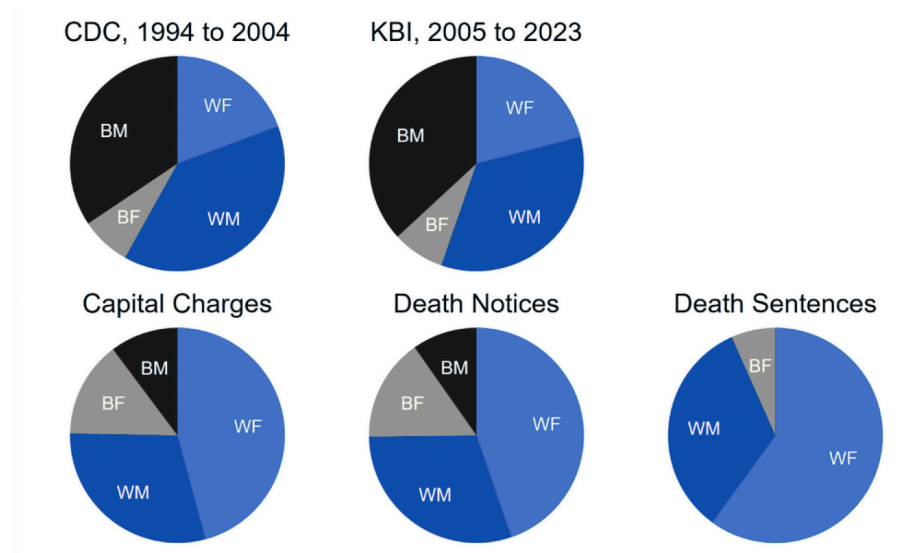 CDC, 1994 to 2004
KBI, 2005 to 2023
WF
WM
BF
BM
WF
WM
BF
BM
Capital Charges
Death Notices
Death Sentences
BM
BF
WF
WM
BM
BF
WF
WM
BF
WM
WF